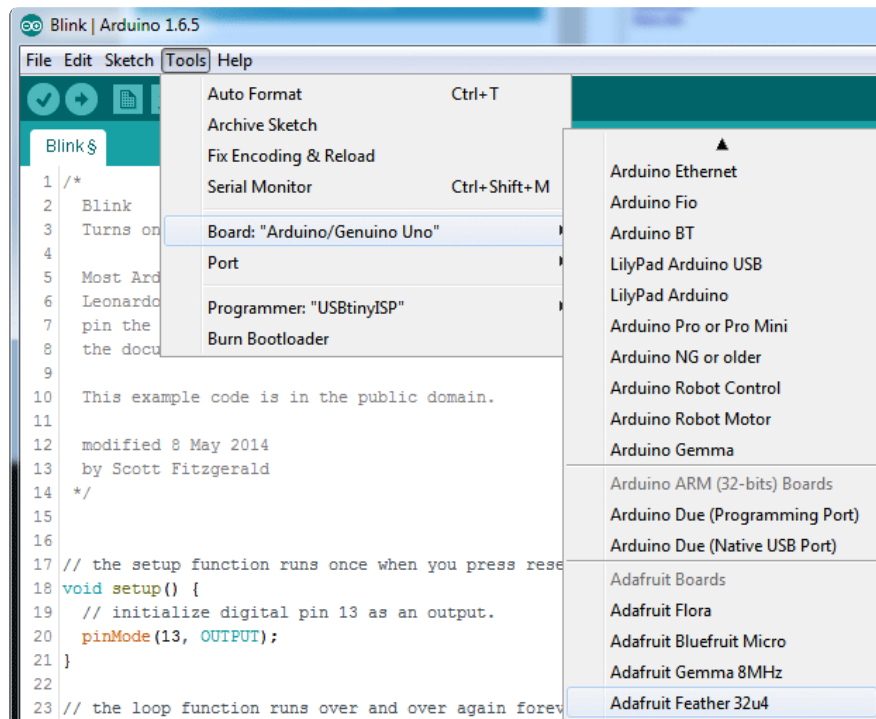 Blink | Arduino 1.6.5
File Edit Sketch Tools Help
Auto Format Ctrl+T
Archive Sketch
Fix Encoding & Reload
Serial Monitor Ctrl+Shift+M
Board: "Arduino/Genuino Uno"
Port
Programmer: "USBtinyISP"
Burn Bootloader
Arduino Ethernet
Arduino Fio
Arduino BT
LilyPad Arduino USB
LilyPad Arduino
Arduino Pro or Pro Mini
Arduino NG or older
Arduino Robot Control
Arduino Robot Motor
Arduino Gemma
Arduino ARM (32-bits) Boards
Arduino Due (Programming Port)
Arduino Due (Native USB Port)
Adafruit Boards
Adafruit Flora
Adafruit Bluefruit Micro
Adafruit Gemma 8MHz
Adafruit Feather 32u4
Blink§
1 /*
2 Blink
3 Turns on
4
5 Most Ard
6 Leonardo
7 pin the
8 the docu
9
10 This example code is in the public domain.
11
12 modified 8 May 2014
13 by Scott Fitzgerald
14 */
15
16
17 // the setup function runs once when you press rese
18 void setup() {
19 // initialize digital pin 13 as an output.
20 pinMode(13, OUTPUT);
21 }
22
23 // the loop function runs over and over again forev